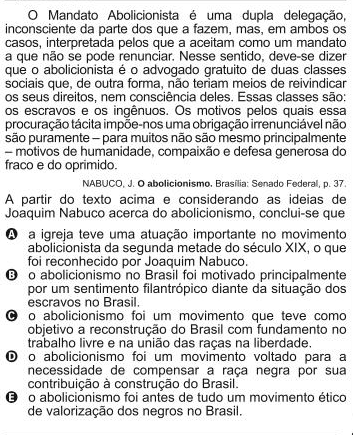 O Mandato Abolicionista é uma dupla delegação,
inconsciente da parte dos que a fazem, mas, em ambos os
casos, interpretada pelos que a aceitam como um mandato
a que não se pode renunciar. Nesse sentido, deve-se dizer
que o abolicionista é o advogado gratuito de duas classes
sociais que, de outra forma, não teriam meios de reivindicar
os seus direitos, nem consciência deles. Essas classes são:
os escravos e os ingênuos. Os motivos pelos quais essa
procuração tácita impõe-nos uma obrigação irrenunciável não
são puramente – para muitos não são mesmo principalmente
– motivos de humanidade, compaixão e defesa generosa do
fraco e do oprimido.
NABUCO, J. O abolicionismo. Brasília: Senado Federal, p. 37.
A partir do texto acima e considerando as ideias de
Joaquim Nabuco acerca do abolicionismo, conclui-se que
A a igreja teve uma atuação importante no movimento
abolicionista da segunda metade do século XIX, o que
foi reconhecido por Joaquim Nabuco.
B o abolicionismo no Brasil foi motivado principalmente
por um sentimento filantrópico diante da situação dos
escravos no Brasil.
C o abolicionismo foi um movimento que teve como
objetivo a reconstrução do Brasil com fundamento no
trabalho livre e na união das raças na liberdade.
D o abolicionismo foi um movimento voltado para a
necessidade de compensar a raça negra por sua
contribuição à construção do Brasil.
E o abolicionismo foi antes de tudo um movimento ético
de valorização dos negros no Brasil.